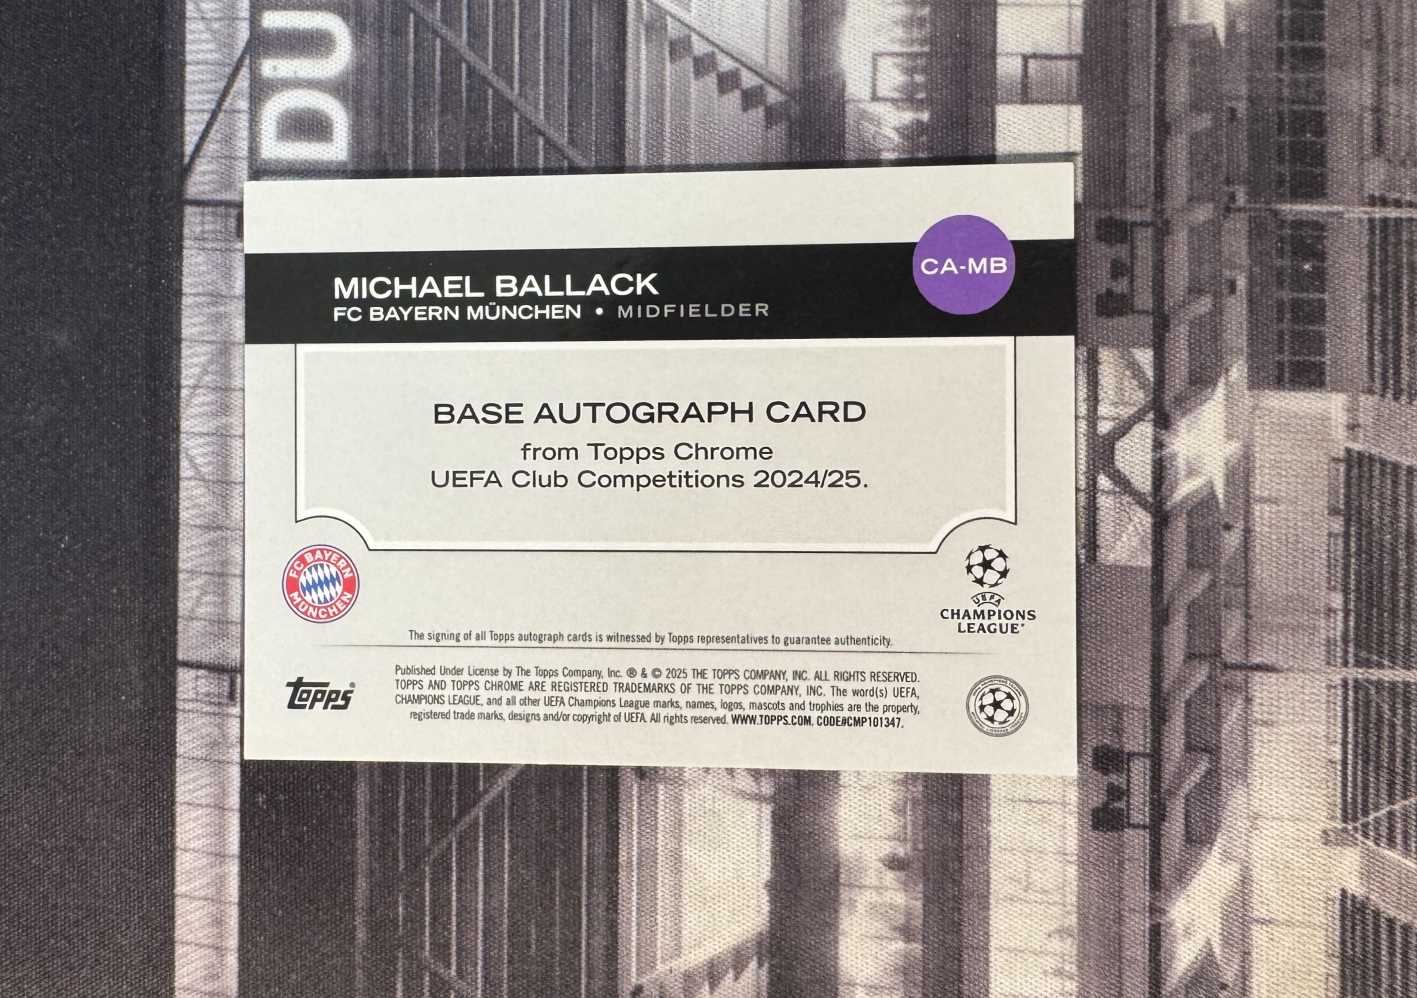 DU
CA-MB
MICHAEL BALLACK
FC BAYERN MÜNCHEN • MIDFIELDER
BASE AUTOGRAPH CARD
from Topps Chrome
UEFA Club Competitions 2024/25.
FC BAYERN
MÜNCHEN
UEFA
CHAMPIONS
LEAGUE®
The signing of all Topps autograph cards is witnessed by Topps representatives to guarantee authenticity.
topps®
Published Under License by The Topps Company, Inc. ® & © 2025 THE TOPPS COMPANY, INC. ALL RIGHTS RESERVED.
TOPPS AND TOPPS CHROME ARE REGISTERED TRADEMARKS OF THE TOPPS COMPANY, INC. The word(s) UEFA,
CHAMPIONS LEAGUE, and all other UEFA Champions League marks, names, logos, mascots and trophies are the property,
registered trade marks, designs and/or copyright of UEFA. All rights reserved. WWW.TOPPS.COM. CODE#CMP101347.